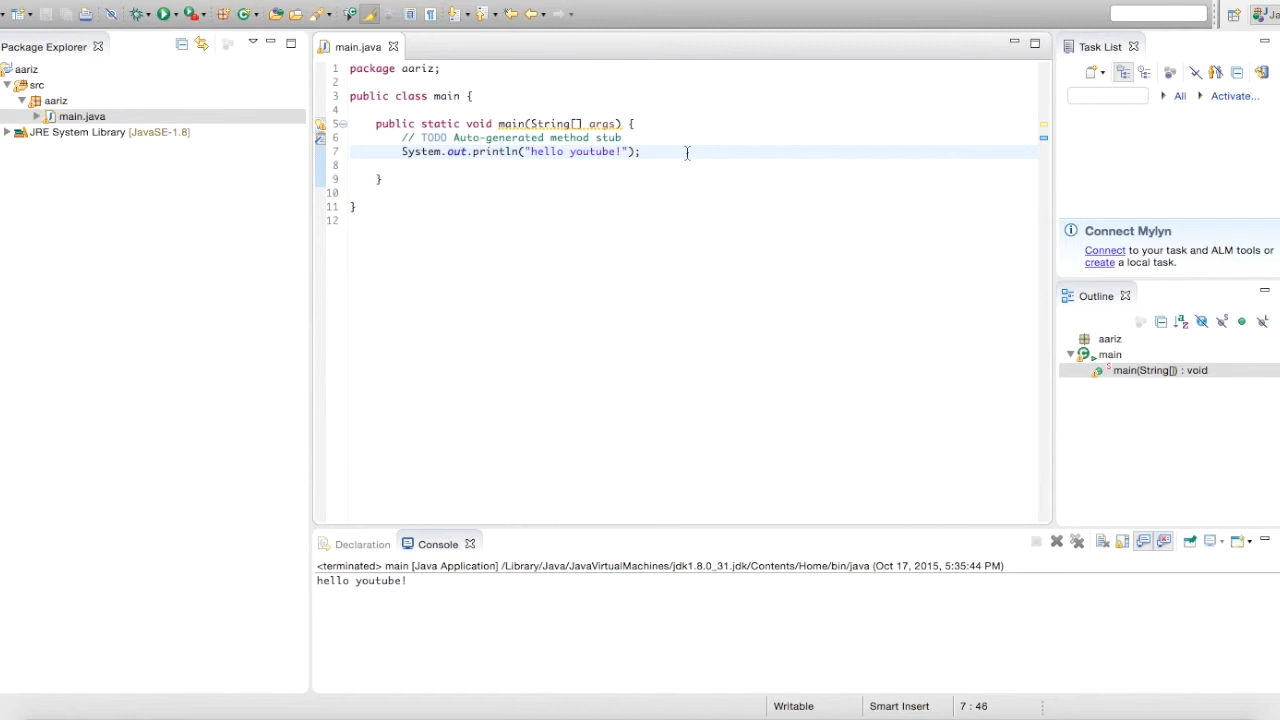 Package Explorer
aariz
src
aariz
main.java
JRE System Library [JavaSE-1.8]
main.java
1 package aariz;
2
3 public class main {
4
5 public static void main(String[] args) {
6 // TODO Auto-generated method stub
7 System.out.println("hello youtube!");
8
9 }
10
11 }
12
Task List
All Activate...
Connect Mylyn
Connect to your task and ALM tools or
create a local task.
Outline
aariz
main
main(String[]) : void
Declaration Console
<terminated> main [Java Application] /Library/Java/JavaVirtualMachines/jdk1.8.0_31.jdk/Contents/Home/bin/java (Oct 17, 2015, 5:35:44 PM)
hello youtube!
Writable Smart Insert 7 : 46